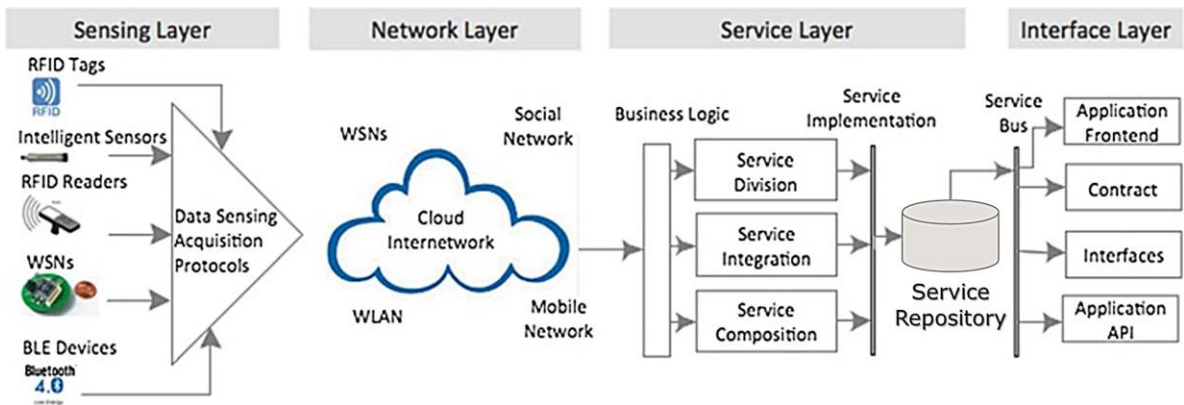 Sensing Layer
Network Layer
Service Layer
Interface Layer
RFID Tags
RFID
Intelligent Sensors
RFID Readers
WSNs
BLE Devices
Bluetooth
4.0
Data Sensing
Acquisition
Protocols
WSNs
Social
Network
Cloud
Internetwork
WLAN
Mobile
Network
Business Logic
Service
Implementation
Service
Division
Service
Integration
Service
Composition
Service
Repository
Service
Bus
Application
Frontend
Contract
Interfaces
Application
API